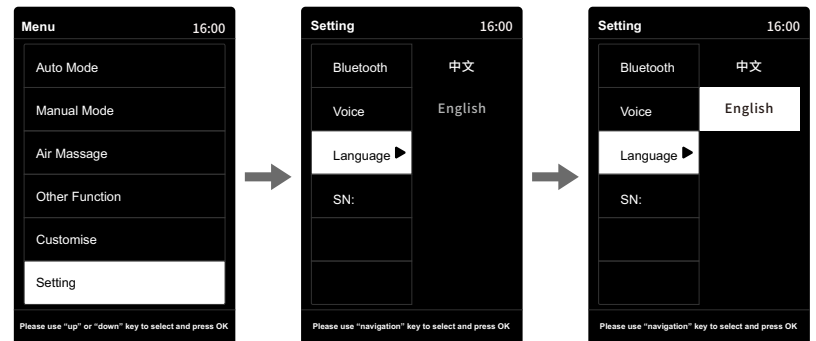 Menu 16:00
Auto Mode
Manual Mode
Air Massage
Other Function
Customise
Setting
Please use “up” or “down” key to select and press OK
Setting 16:00
Bluetooth 中文
Voice English
Language
SN:
Please use “navigation” key to select and press OK
Setting 16:00
Bluetooth 中文
Voice English
Language
SN:
Please use “navigation” key to select and press OK